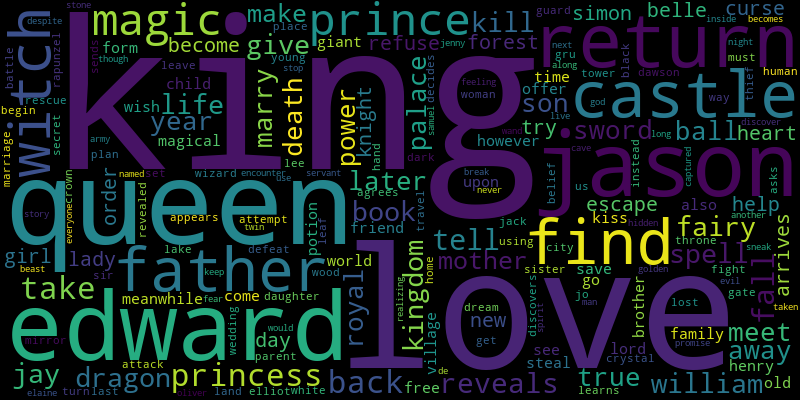 king
love
queen
edward
jason
castle
return
find
father
prince
magic
witch
princess
william
dragon
palace
kingdom
royal
reveals
tell
back
true
fairy
spell
fall
death
power
marry
life
year
give
take
kill
book
later
knight
sword
ball
heart
try
son
mother
meet
away
help
escape
arrives
new
jay
day
girl
lady
order
make
become
simon
belle
curse
forest
refuse
giant
young
form
place
stone
guard
inside
becomes
despite
though
battle
rapunzel
sends
leave
child
stop
jenny
next
along
gru
tower
dawson
black
night
must
human
rescue
begin
secret
wish
magical
plan
lee
hand
samuel
decides
feeling
woman
time
offer
live
god
way
thief
discover
army
however
wand
dark
cave
long
captured
instead
marriage
set
wizard
encounter
agrees
upon
break
never
belief
us
also
asks
named
servant
use
crown
everyone
story
revealed
appears
attempt
twin
potion
leaf
friend
travel
jack
using
kiss
hidden
city
another
throne
sneak
lake
defeat
world
home
sister
save
fight
gate
golden
evil
beast
sir
keep
wood
realizing
discovers
spirit
go
jo
man
brother
lost
family
taken
meanwhile
fear
come
daughter
mirror
wedding
would
parent
village
dream
get
see
steal
lord
crystal
promise
henry
old
learns
attack
de
free
elaine
turn
last
oliver
land
elliot
white